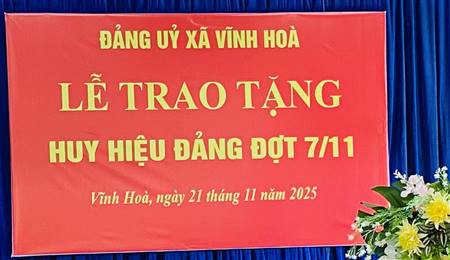 ĐẢNG UỶ XÃ VĨNH HOÀ
LỄ TRAO TẶNG
HUY HIỆU ĐẢNG ĐỢT 7/11
Vĩnh Hoà, ngày 21 tháng 11 năm 2025